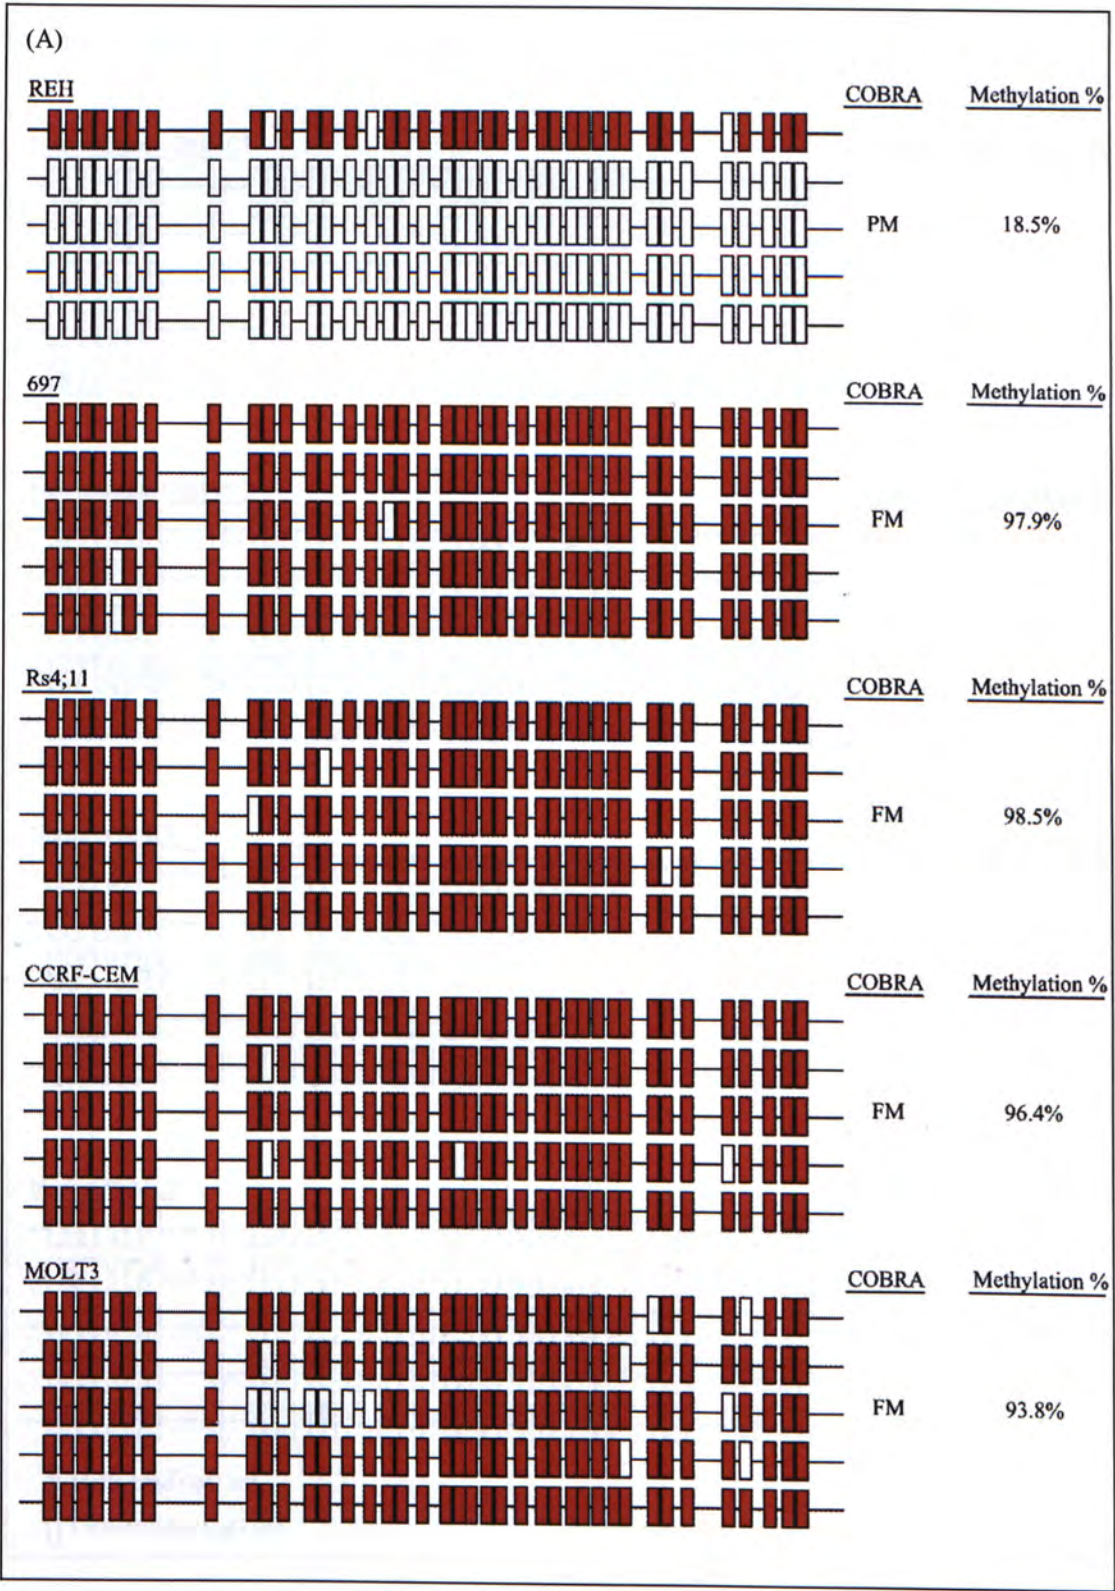 (A)
REH
COBRA Methylation %
PM 18.5%
697
COBRA Methylation %
FM 97.9%
Rs4;11
COBRA Methylation %
FM 98.5%
CCRF-CEM
COBRA Methylation %
FM 96.4%
MOLT3
COBRA Methylation %
FM 93.8%